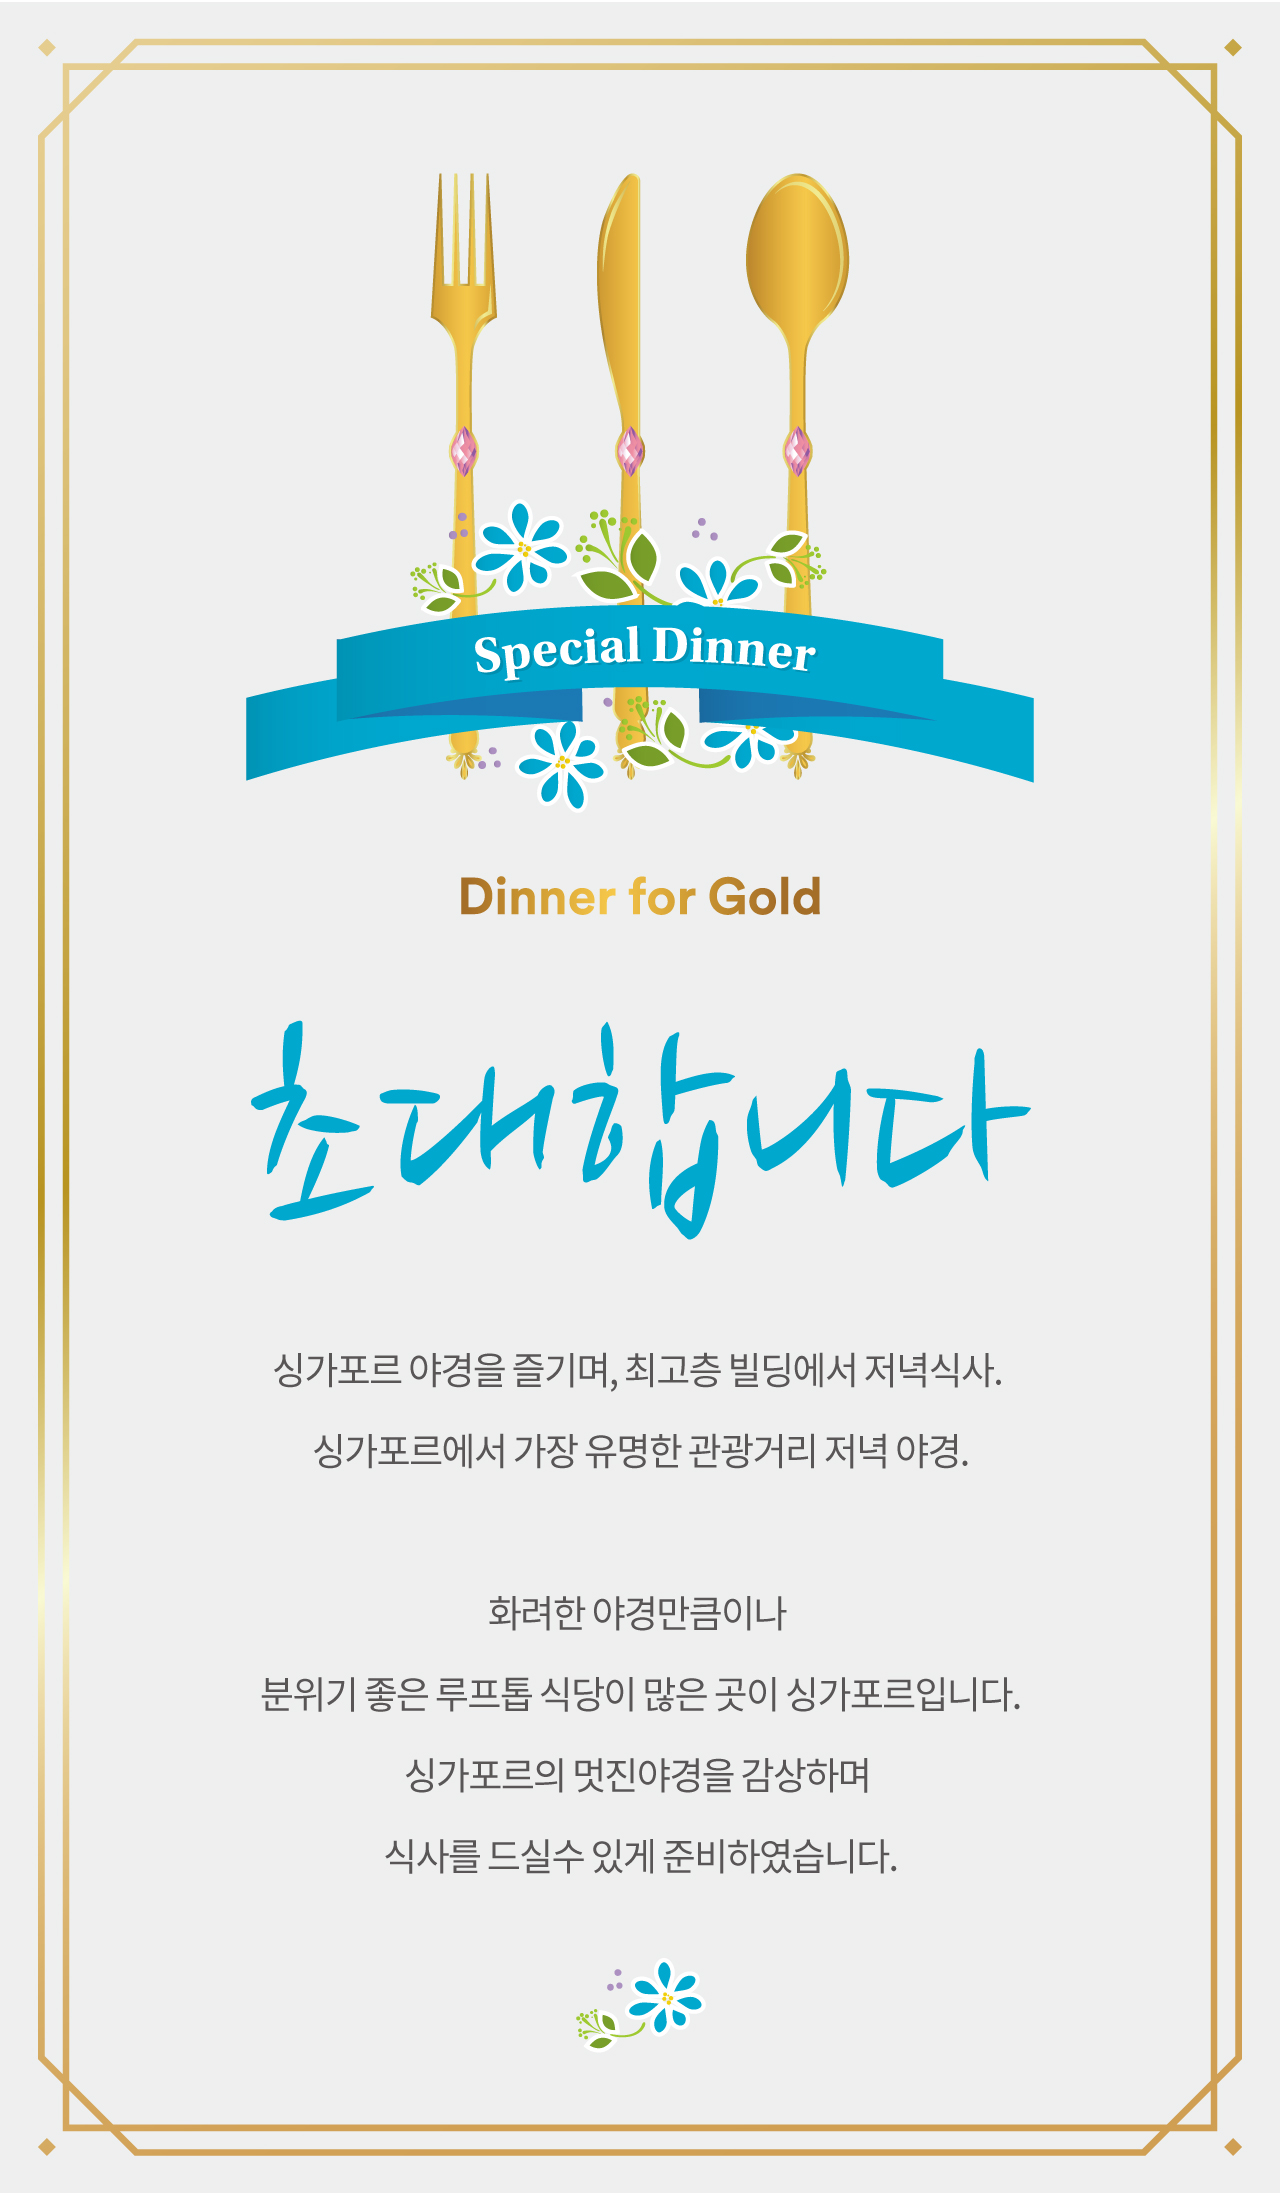 Special Dinner
Dinner for Gold
초대합니다
싱가포르 야경을 즐기며, 최고층 빌딩에서 저녁식사.
싱가포르에서 가장 유명한 관광거리 저녁 야경.
화려한 야경만큼이나
분위기 좋은 루프톱 식당이 많은 곳이 싱가포르입니다.
싱가포르의 멋진야경을 감상하며
식사를 드실수 있게 준비하였습니다.